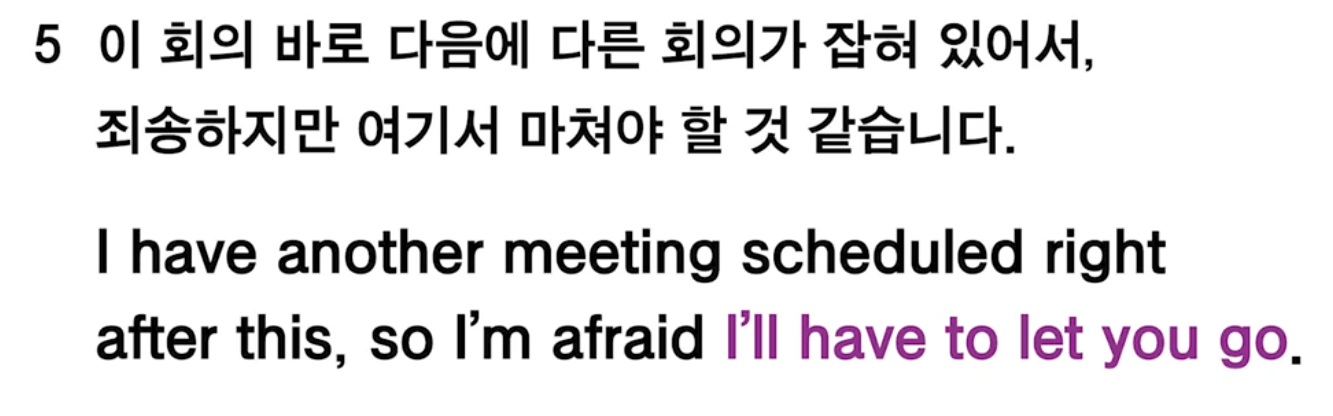 5 이 회의 바로 다음에 다른 회의가 잡혀 있어서,
죄송하지만 여기서 마쳐야 할 것 같습니다.
I have another meeting scheduled right
after this, so I’m afraid I’ll have to let you go.